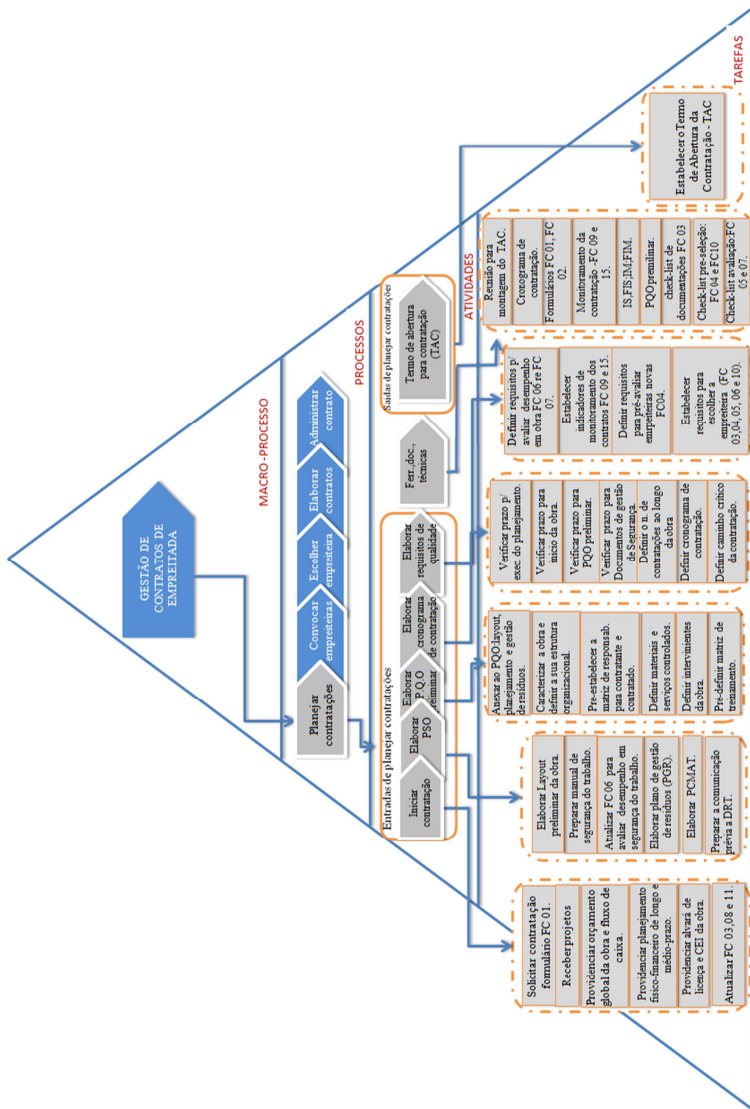 GESTÃO DE
CONTRATOS DE
EMPREITADA
MACRO -PROCESSO
Planejar
contratações
Convocar
empreiteiras
Escolher
empreiteira
Elaborar
contratos
Administrar
contrato
PROCESSOS
Entradas de planejar contratações
Iniciar
contratação
Elaborar
PSO
Elaborar
P.Q.O
preliminar
Elaborar
cronograma
de contratação
Elaborar
requisitos de
qualidade
Ferr.,doc.,
técnicas
Saídas de planejar contratações
Termo de abertura
para contratação
(TAC)
ATIVIDADES
Solicitar contratação
formulário FC 01.
Receber projetos
Providenciar orçamento
global da obra e fluxo de
caixa.
Providenciar planejamento
físico-financeiro de longo e
médio-prazo.
Providenciar alvará de
licença e CEI da obra.
Atualizar FC 03,08 e 11.
Elaborar Layout
preliminar da obra.
Preparar manual de
segurança do trabalho.
Atualizar FC 06 para
avaliar desempenho em
segurança do trabalho.
Elaborar plano de gestão
de resíduos (PGR).
Elaborar PCMAT.
Preparar a comunicação
prévia a DRT.
Anexar ao PQO:layout,
planejamento e gestão
de resíduos.
Caracterizar a obra e
definir a sua estrutura
organizacional.
Pre-estabelecer a
matriz de responsab.
para contratante e
contratado.
Definir materiais e
serviços controlados.
Definir intervinientes
da obra.
Pré-definir matriz de
trenamento.
Verificar prazo p/
exec. do planejamento.
Verificar prazo para
início da obra.
Verificar prazo para
PQO preliminar.
Verificar prazo para
Documentos de gestão
de Segurança.
Definir o n. de
contratações ao longo
da obra
Definir cronograma de
contratação.
Definir caminho crítico
da contratação.
Definir requisitos p/
avaliar desempenho
em obra FC 06 re FC
07.
Estabelecer
indicadores de
monitoramento dos
contratos FC 09 e 15.
Definir requisitos
para pré-avaliar
emrpeiteiras novas
FC04.
Estabelecer
requisitos para
escolher a
empreiteira (FC
03,04, 05, 06 e 10).
Reunião para
montagem do TAC.
Cronograma de
contratação.
Formulários FC 01, FC
02.
Monitoramento da
contratação -FC 09 e
15.
IS,FIS,IM;FIM.
PQO premilmar.
check-list de
documentações FC 03
Check-list pre-seleção:
FC 04 e FC10
Check-list avaliação:FC
05 e 07.
Estabelecer o Termo
de Abertura da
Contratação - TAC
TAREFAS